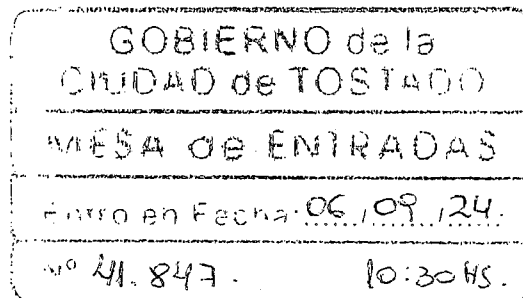 GOBIERNO de la
CIUDAD de TOSTADO
MESA de ENTRADAS
Entro en Fecha: 06 / 09 / 24.
Nº 41.847. 10:30 HS.